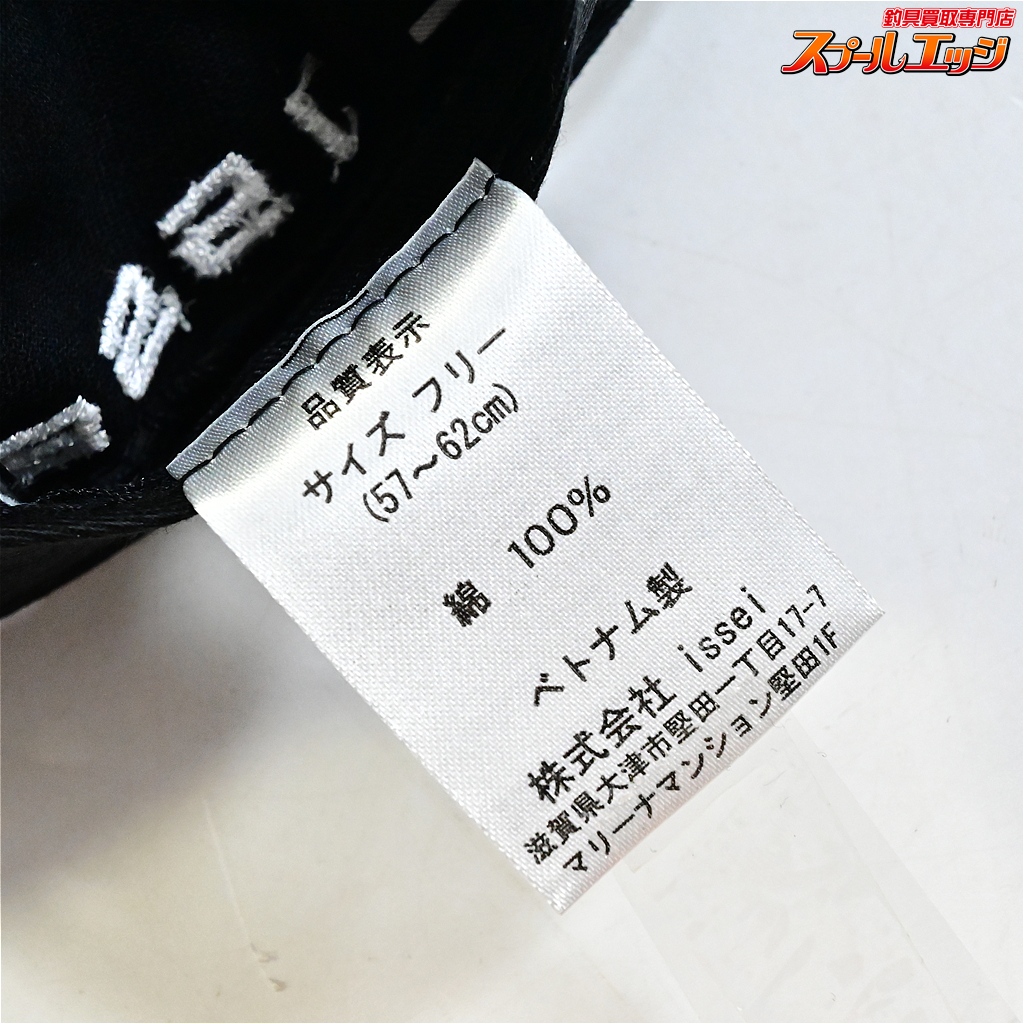 釣具買取専門店
スプールエッジ
品質表示
サイズ フリー
(57～62cm)
綿 100%
ベトナム製
株式会社 issei
滋賀県大津市堅田一丁目17-7
マリーナマンション堅田1F